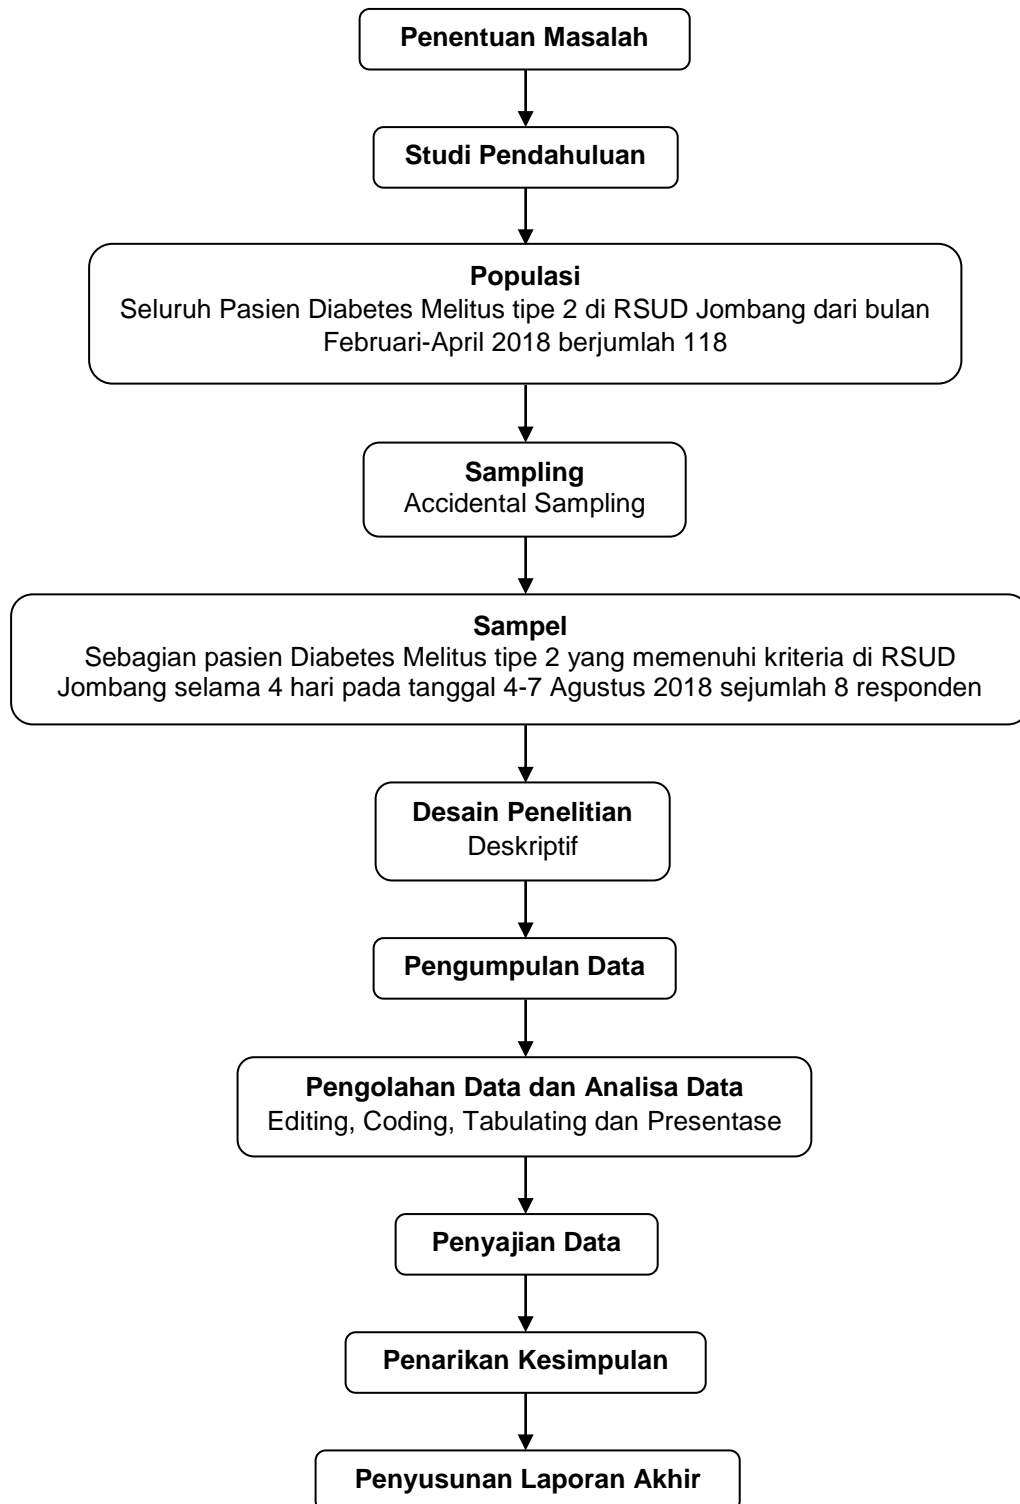 Penentuan Masalah
Studi Pendahuluan
Populasi
Seluruh Pasien Diabetes Melitus tipe 2 di RSUD Jombang dari bulan
Februari-April 2018 berjumlah 118
Sampling
Accidental Sampling
Sampel
Sebagian pasien Diabetes Melitus tipe 2 yang memenuhi kriteria di RSUD
Jombang selama 4 hari pada tanggal 4-7 Agustus 2018 sejumlah 8 responden
Desain Penelitian
Deskriptif
Pengumpulan Data
Pengolahan Data dan Analisa Data
Editing, Coding, Tabulating dan Presentase
Penyajian Data
Penarikan Kesimpulan
Penyusunan Laporan Akhir